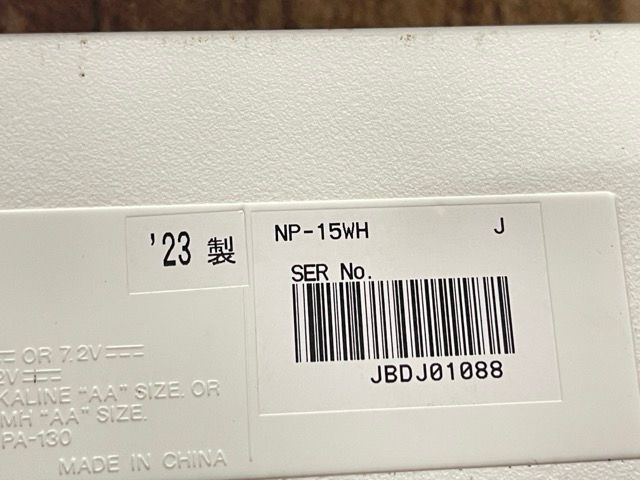 '23 製
NP-15WH J
SER No.
JBDJ01088
OR 7.2V
2V
KALINE "AA" SIZE. OR
MH "AA" SIZE.
PA-130
MADE IN CHINA